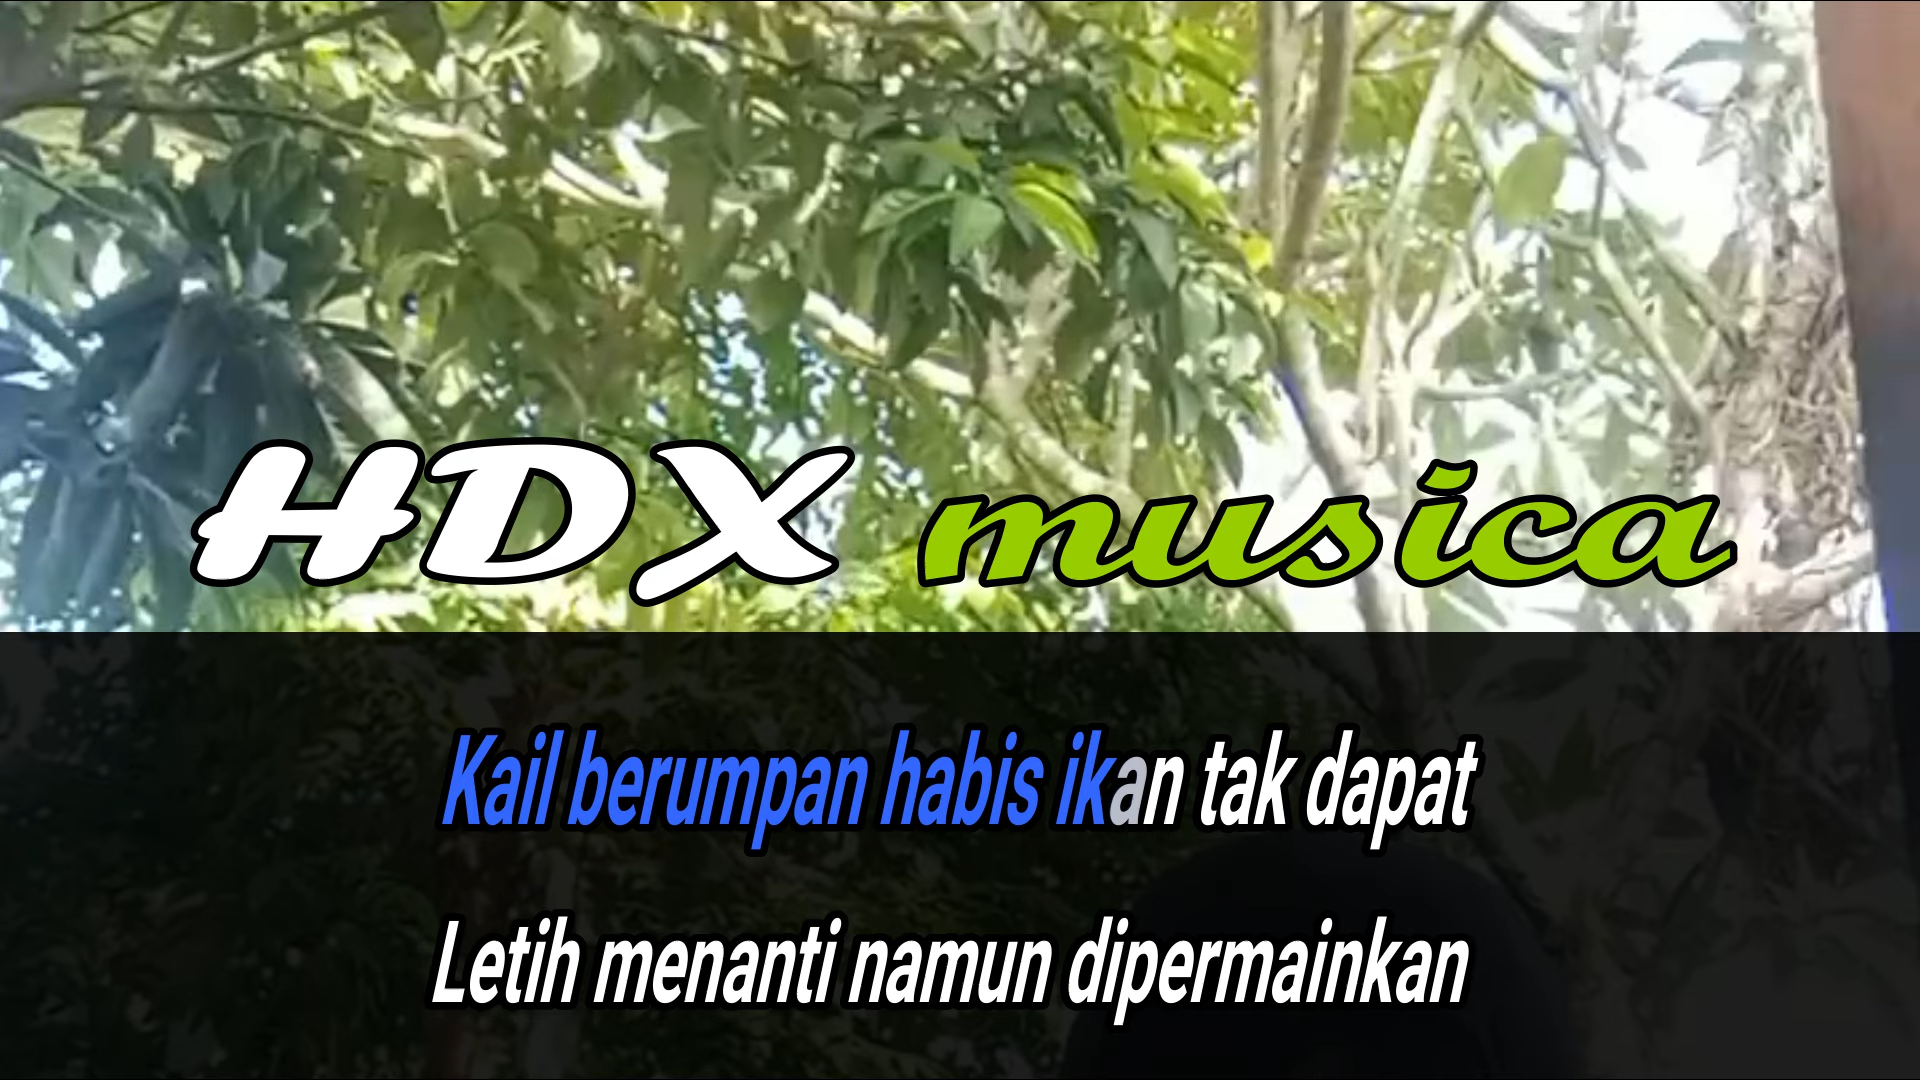 HDX musica
Kail berumpan habis ikan tak dapat
Letih menanti namun dipermainkan